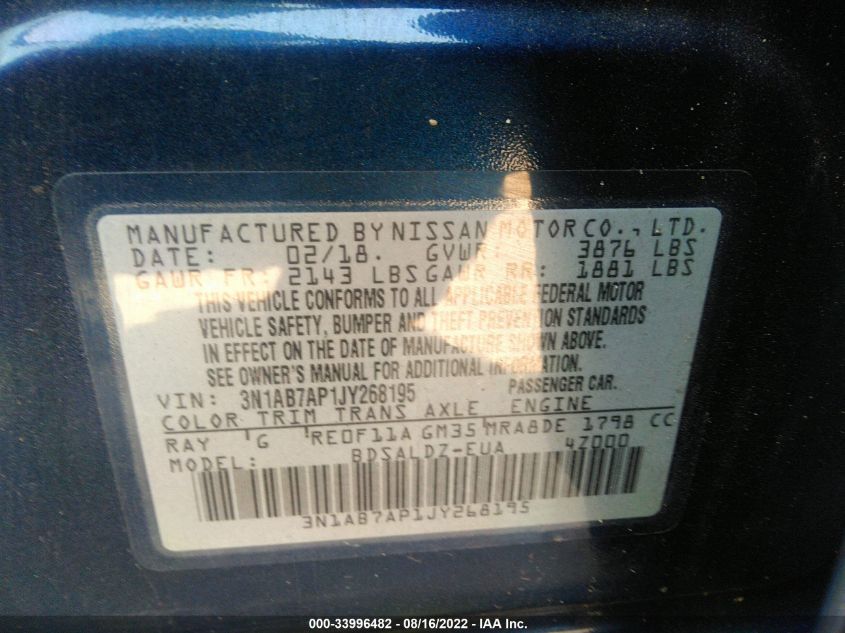 MANUFACTURED BY NISSAN MOTOR CO., LTD.
DATE: 02/18. GVWR: 3876 LBS
GAWR FR: 2143 LBS GAWR RR: 1881 LBS
THIS VEHICLE CONFORMS TO ALL APPLICABLE FEDERAL MOTOR
VEHICLE SAFETY, BUMPER AND THEFT PREVENTION STANDARDS
IN EFFECT ON THE DATE OF MANUFACTURE SHOWN ABOVE.
SEE OWNER'S MANUAL FOR ADDITIONAL INFORMATION.
VIN: 3N1AB7AP1JY268195 PASSENGER CAR.
COLOR TRIM TRANS AXLE ENGINE
RAY G RE0F11A GM35 MRA8DE 1798 CC
MODEL: BDSALDZ-EUA 4Z000
3N1AB7AP1JY268195
000-33996482 - 08/16/2022 - IAA Inc.